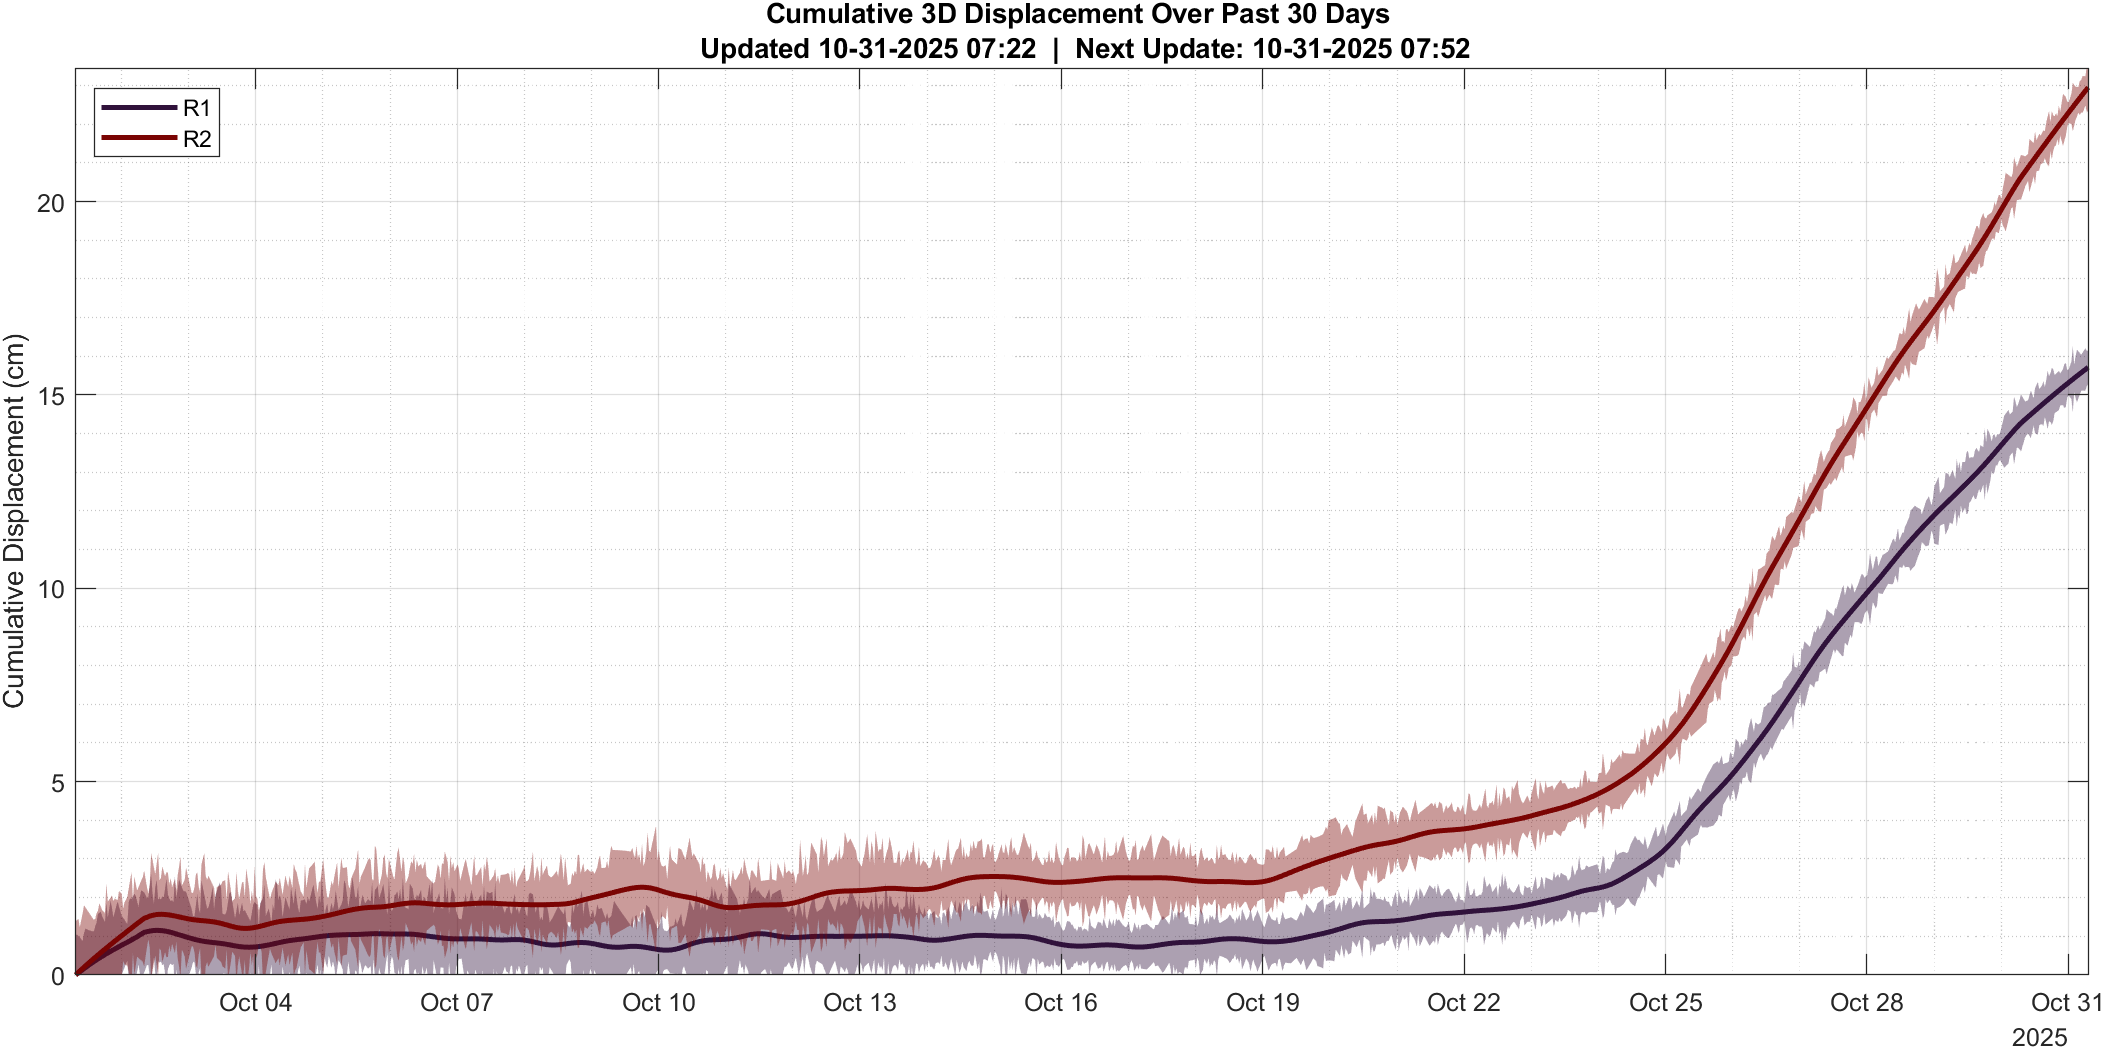 Cumulative 3D Displacement Over Past 30 Days
Updated 10-31-2025 07:22 | Next Update: 10-31-2025 07:52
R1
R2
Cumulative Displacement (cm)
20
15
10
5
0
Oct 04 Oct 07 Oct 10 Oct 13 Oct 16 Oct 19 Oct 22 Oct 25 Oct 28 Oct 31
2025